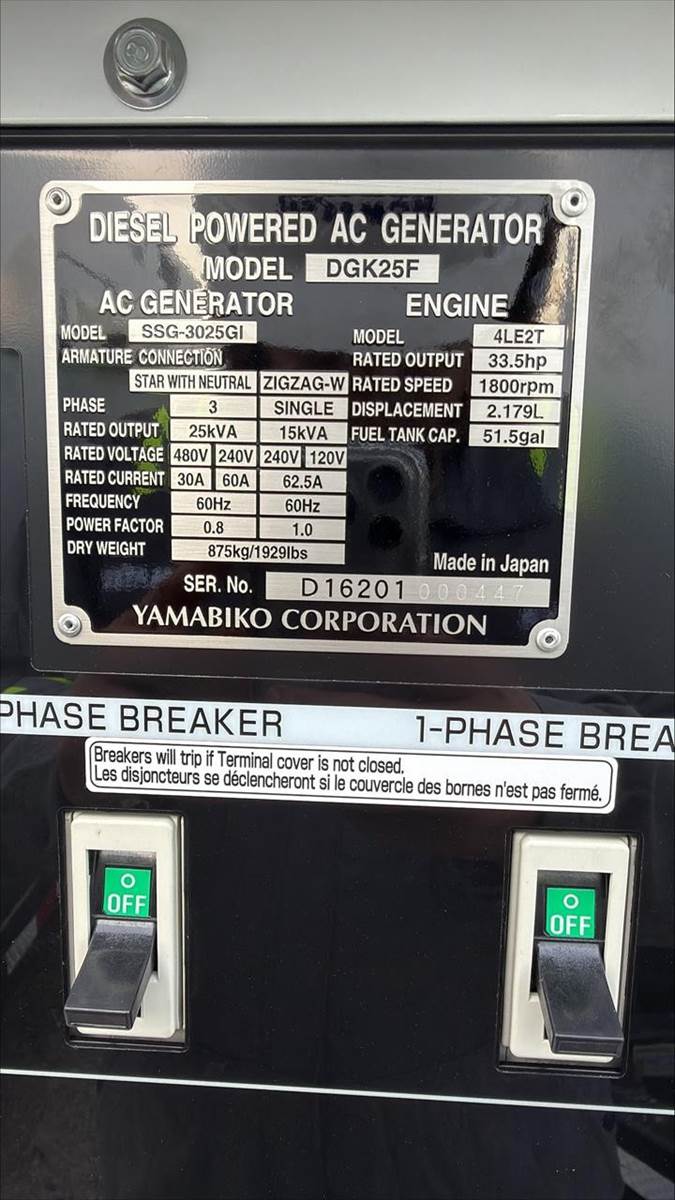 8
DIESEL POWERED AC GENERATOR
MODEL DGK25F
AC GENERATOR ENGINE
MODEL SSG-3025GI MODEL 4LE2T
ARMATURE CONNECTION RATED OUTPUT 33.5hp
STAR WITH NEUTRAL ZIGZAG-W RATED SPEED 1800rpm
PHASE 3 SINGLE DISPLACEMENT 2.179L
RATED OUTPUT 25kVA 15kVA FUEL TANK CAP. 51.5gal
RATED VOLTAGE 480V 240V 240V 120V
RATED CURRENT 30A 60A 62.5A
FREQUENCY 60Hz 60Hz
POWER FACTOR 0.8 1.0
DRY WEIGHT 875kg/1929lbs
Made in Japan
SER. No. D16201 000447
YAMABIKO CORPORATION
PHASE BREAKER 1-PHASE BREA
Breakers will trip if Terminal cover is not closed.
Les disjoncteurs se déclencheront si le couvercle des bornes n'est pas fermé.
OFF
OFF